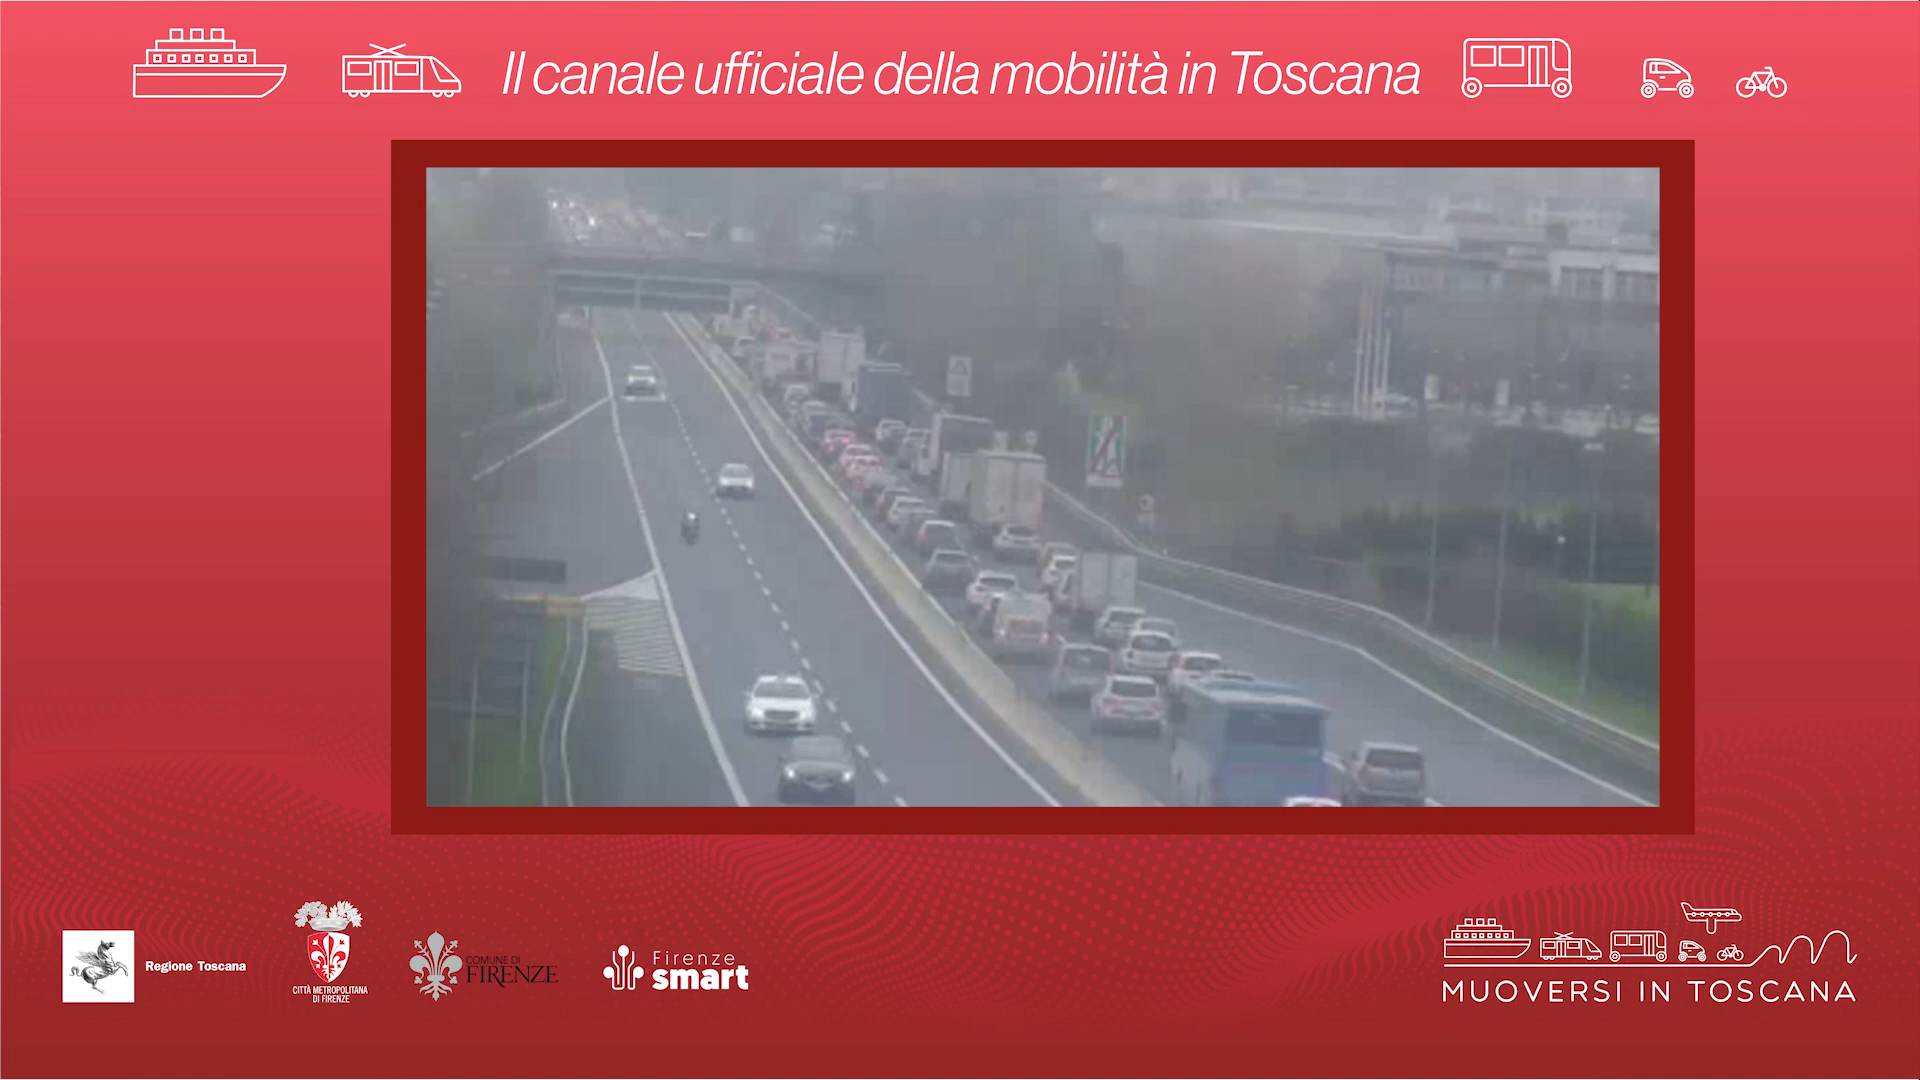 Il canale ufficiale della mobilità in Toscana
Regione Toscana
CITTÀ METROPOLITANA
DI FIRENZE
COMUNE DI
FIRENZE
Firenze
smart
MUOVERSI IN TOSCANA